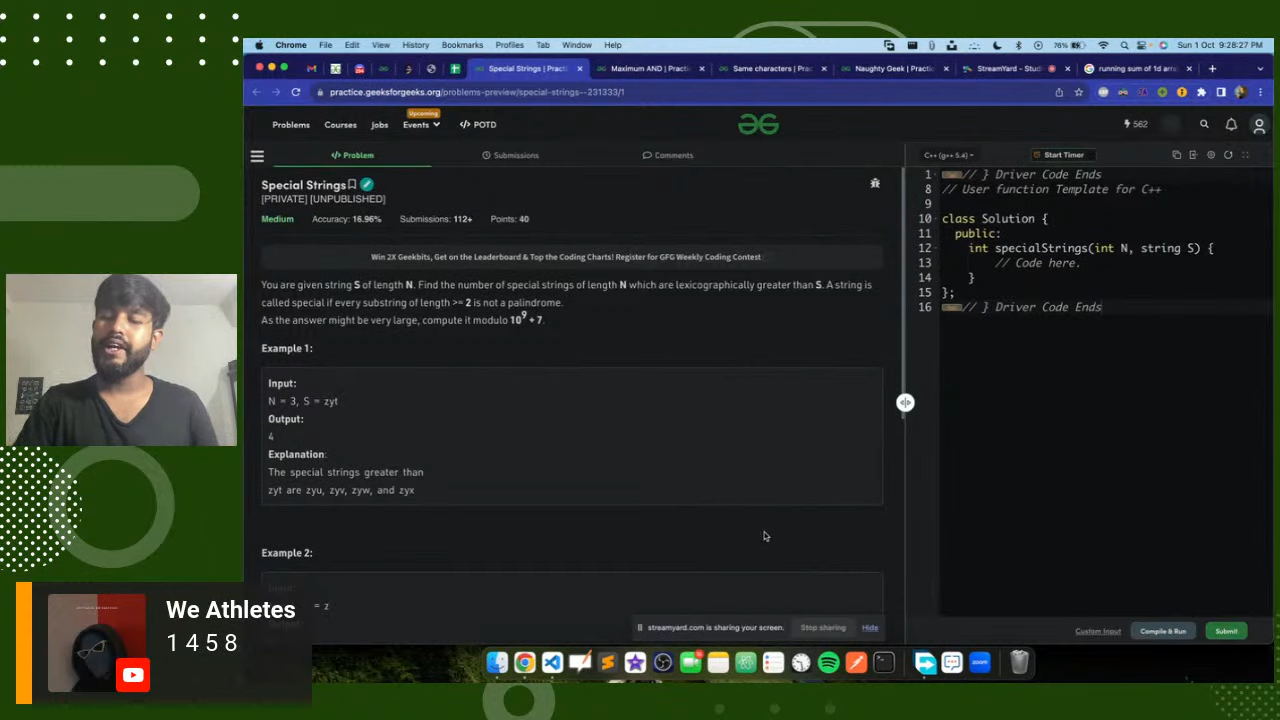 Chrome File Edit View History Bookmarks Profiles Tab Window Help
76% Sun 1 Oct 9:28:27 PM
Special Strings | Practi Maximum AND | Practi Same characters | Prac Naughty Geek | Practic StreamYard - Stud running sum of 1d arra
practice.geeksforgeeks.org/problems-preview/special-strings--231333/1
Upcoming
Problems Courses Jobs Events POTD
562
Problem Submissions Comments
C++ (g++ 5.4) Start Timer
Special Strings
[PRIVATE] [UNPUBLISHED]
Medium Accuracy: 16.96% Submissions: 112+ Points: 40
Win 2X Geekbits, Get on the Leaderboard & Top the Coding Charts! Register for GFG Weekly Coding Contest
You are given string S of length N. Find the number of special strings of length N which are lexicographically greater than S. A string is
called special if every substring of length >= 2 is not a palindrome.
As the answer might be very large, compute it modulo 10^9 + 7.
Example 1:
Input:
N = 3, S = zyt
Output:
4
Explanation:
The special strings greater than
zyt are zyu, zyv, zyw, and zyx
Example 2:
Input:
= z
1 // } Driver Code Ends
8 // User function Template for C++
9
10 class Solution {
11 public:
12 int specialStrings(int N, string S) {
13 // Code here.
14 }
15 };
16 // } Driver Code Ends
streamyard.com is sharing your screen. Stop sharing Hide
Custom Input Compile & Run Submit
We Athletes
1 4 5 8